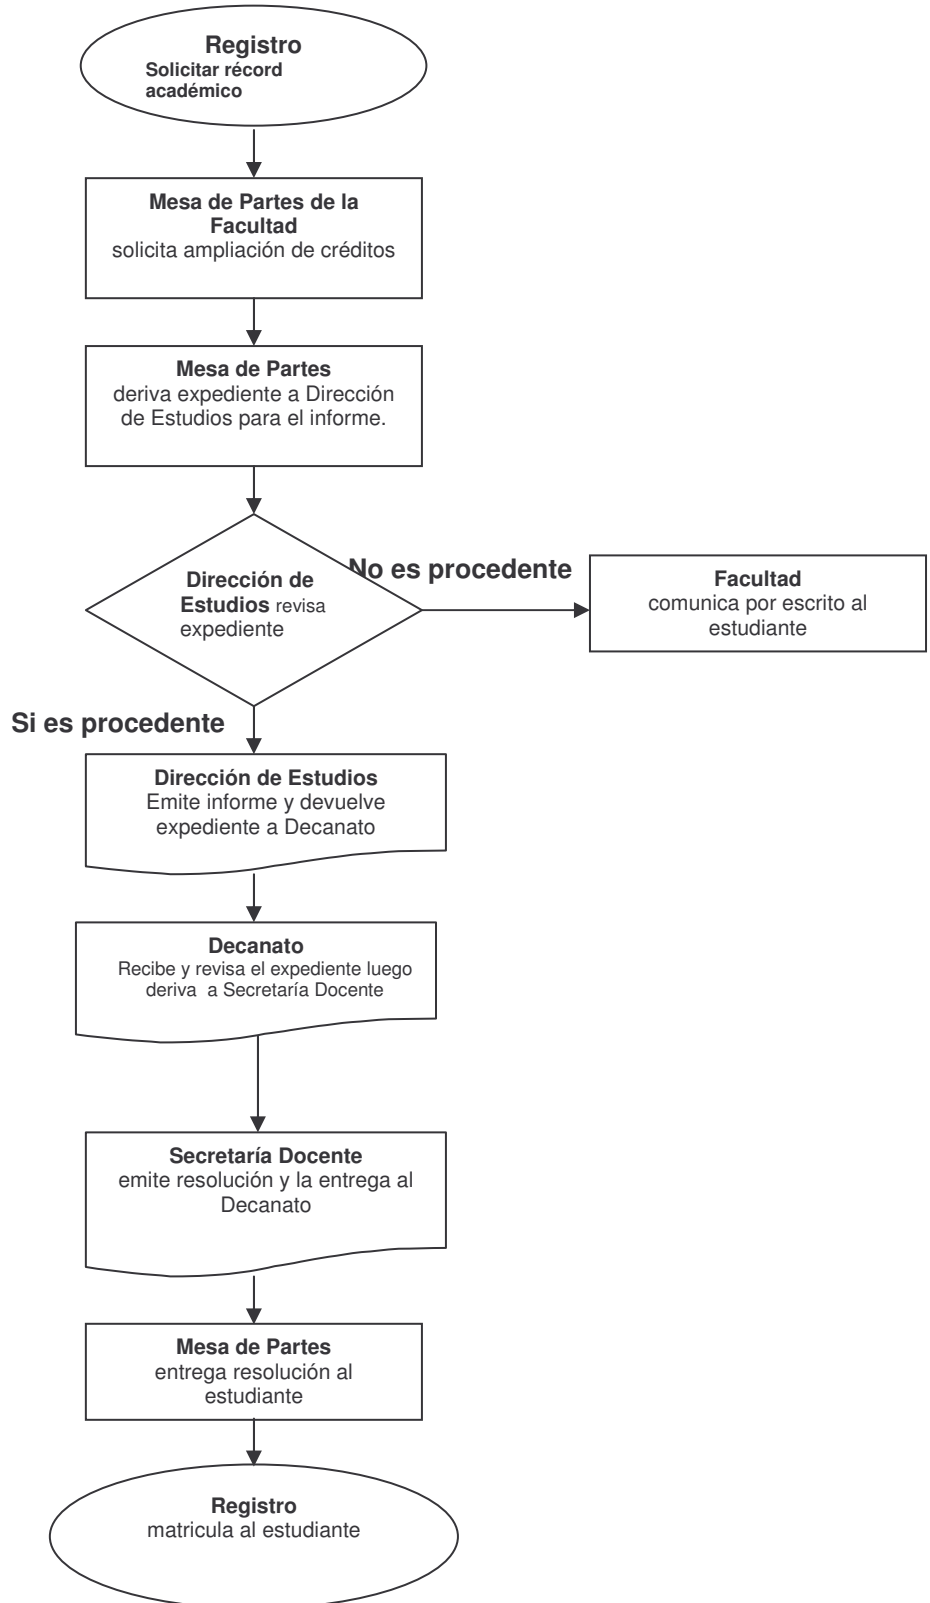 Registro
Solicitar récord
académico
Mesa de Partes de la
Facultad
solicita ampliación de créditos
Mesa de Partes
deriva expediente a Dirección
de Estudios para el informe.
Dirección de
Estudios revisa
expediente
No es procedente
Facultad
comunica por escrito al
estudiante
Si es procedente
Dirección de Estudios
Emite informe y devuelve
expediente a Decanato
Decanato
Recibe y revisa el expediente luego
deriva  a Secretaría Docente
Secretaría Docente
emite resolución y la entrega al
Decanato
Mesa de Partes
entrega resolución al
estudiante
Registro
matricula al estudiante